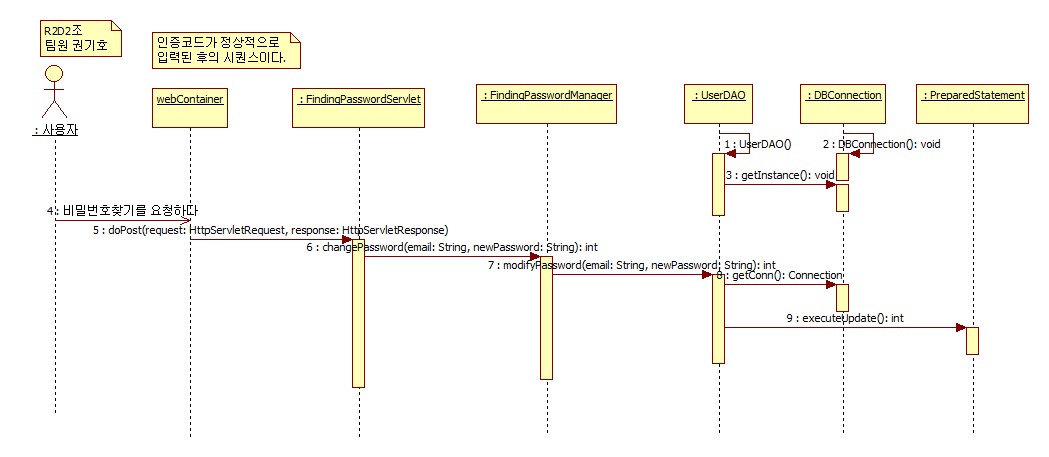 R2D2조
팀원 권기호
인증코드가 정상적으로
입력된 후의 시퀀스이다.
: 사용자
webContainer
: FindingPasswordServlet
: FindingPasswordManager
: UserDAO
: DBConnection
: PreparedStatement
1 : UserDAO()
2 : DBConnection(): void
3 : getInstance(): void
4 : 비밀번호찾기를 요청하다
5 : doPost(request: HttpServletRequest, response: HttpServletResponse)
6 : changePassword(email: String, newPassword: String): int
7 : modifyPassword(email: String, newPassword: String): int
8 : getConn(): Connection
9 : executeUpdate(): int